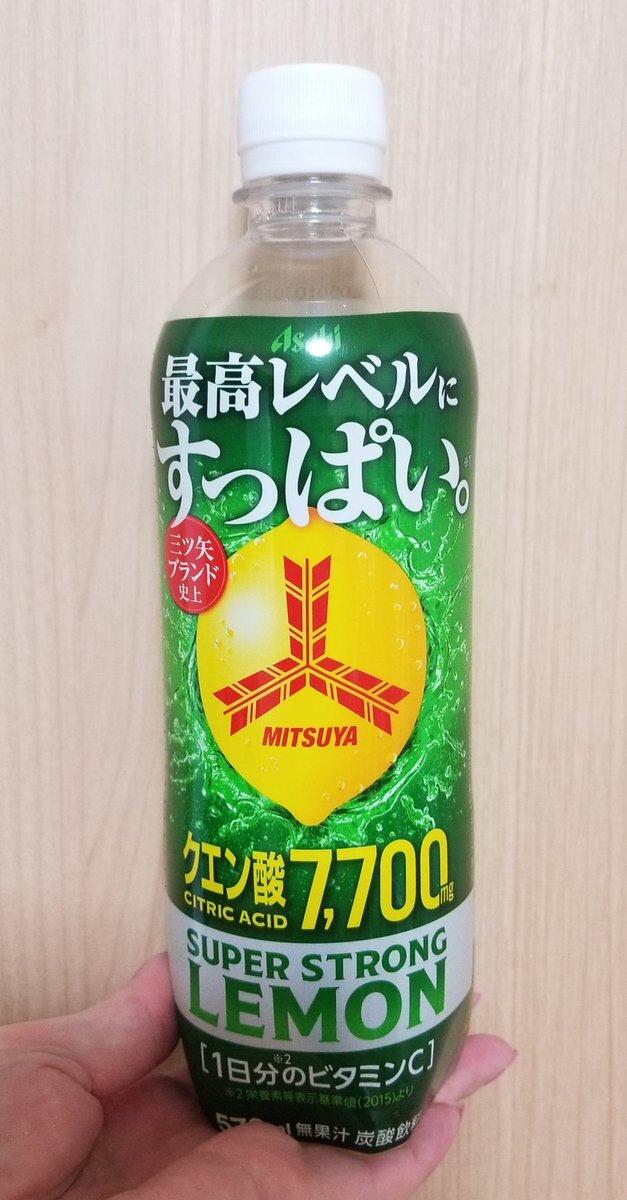 Asahi
最高レベルに
すっぱい。
三ツ矢
ブランド
史上
MITSUYA
クエン酸 7,700mg
CITRIC ACID
SUPER STRONG
LEMON
[1日分のビタミンC]
※2
※2 栄養素等表示基準値(2015)より
無果汁 炭酸飲料